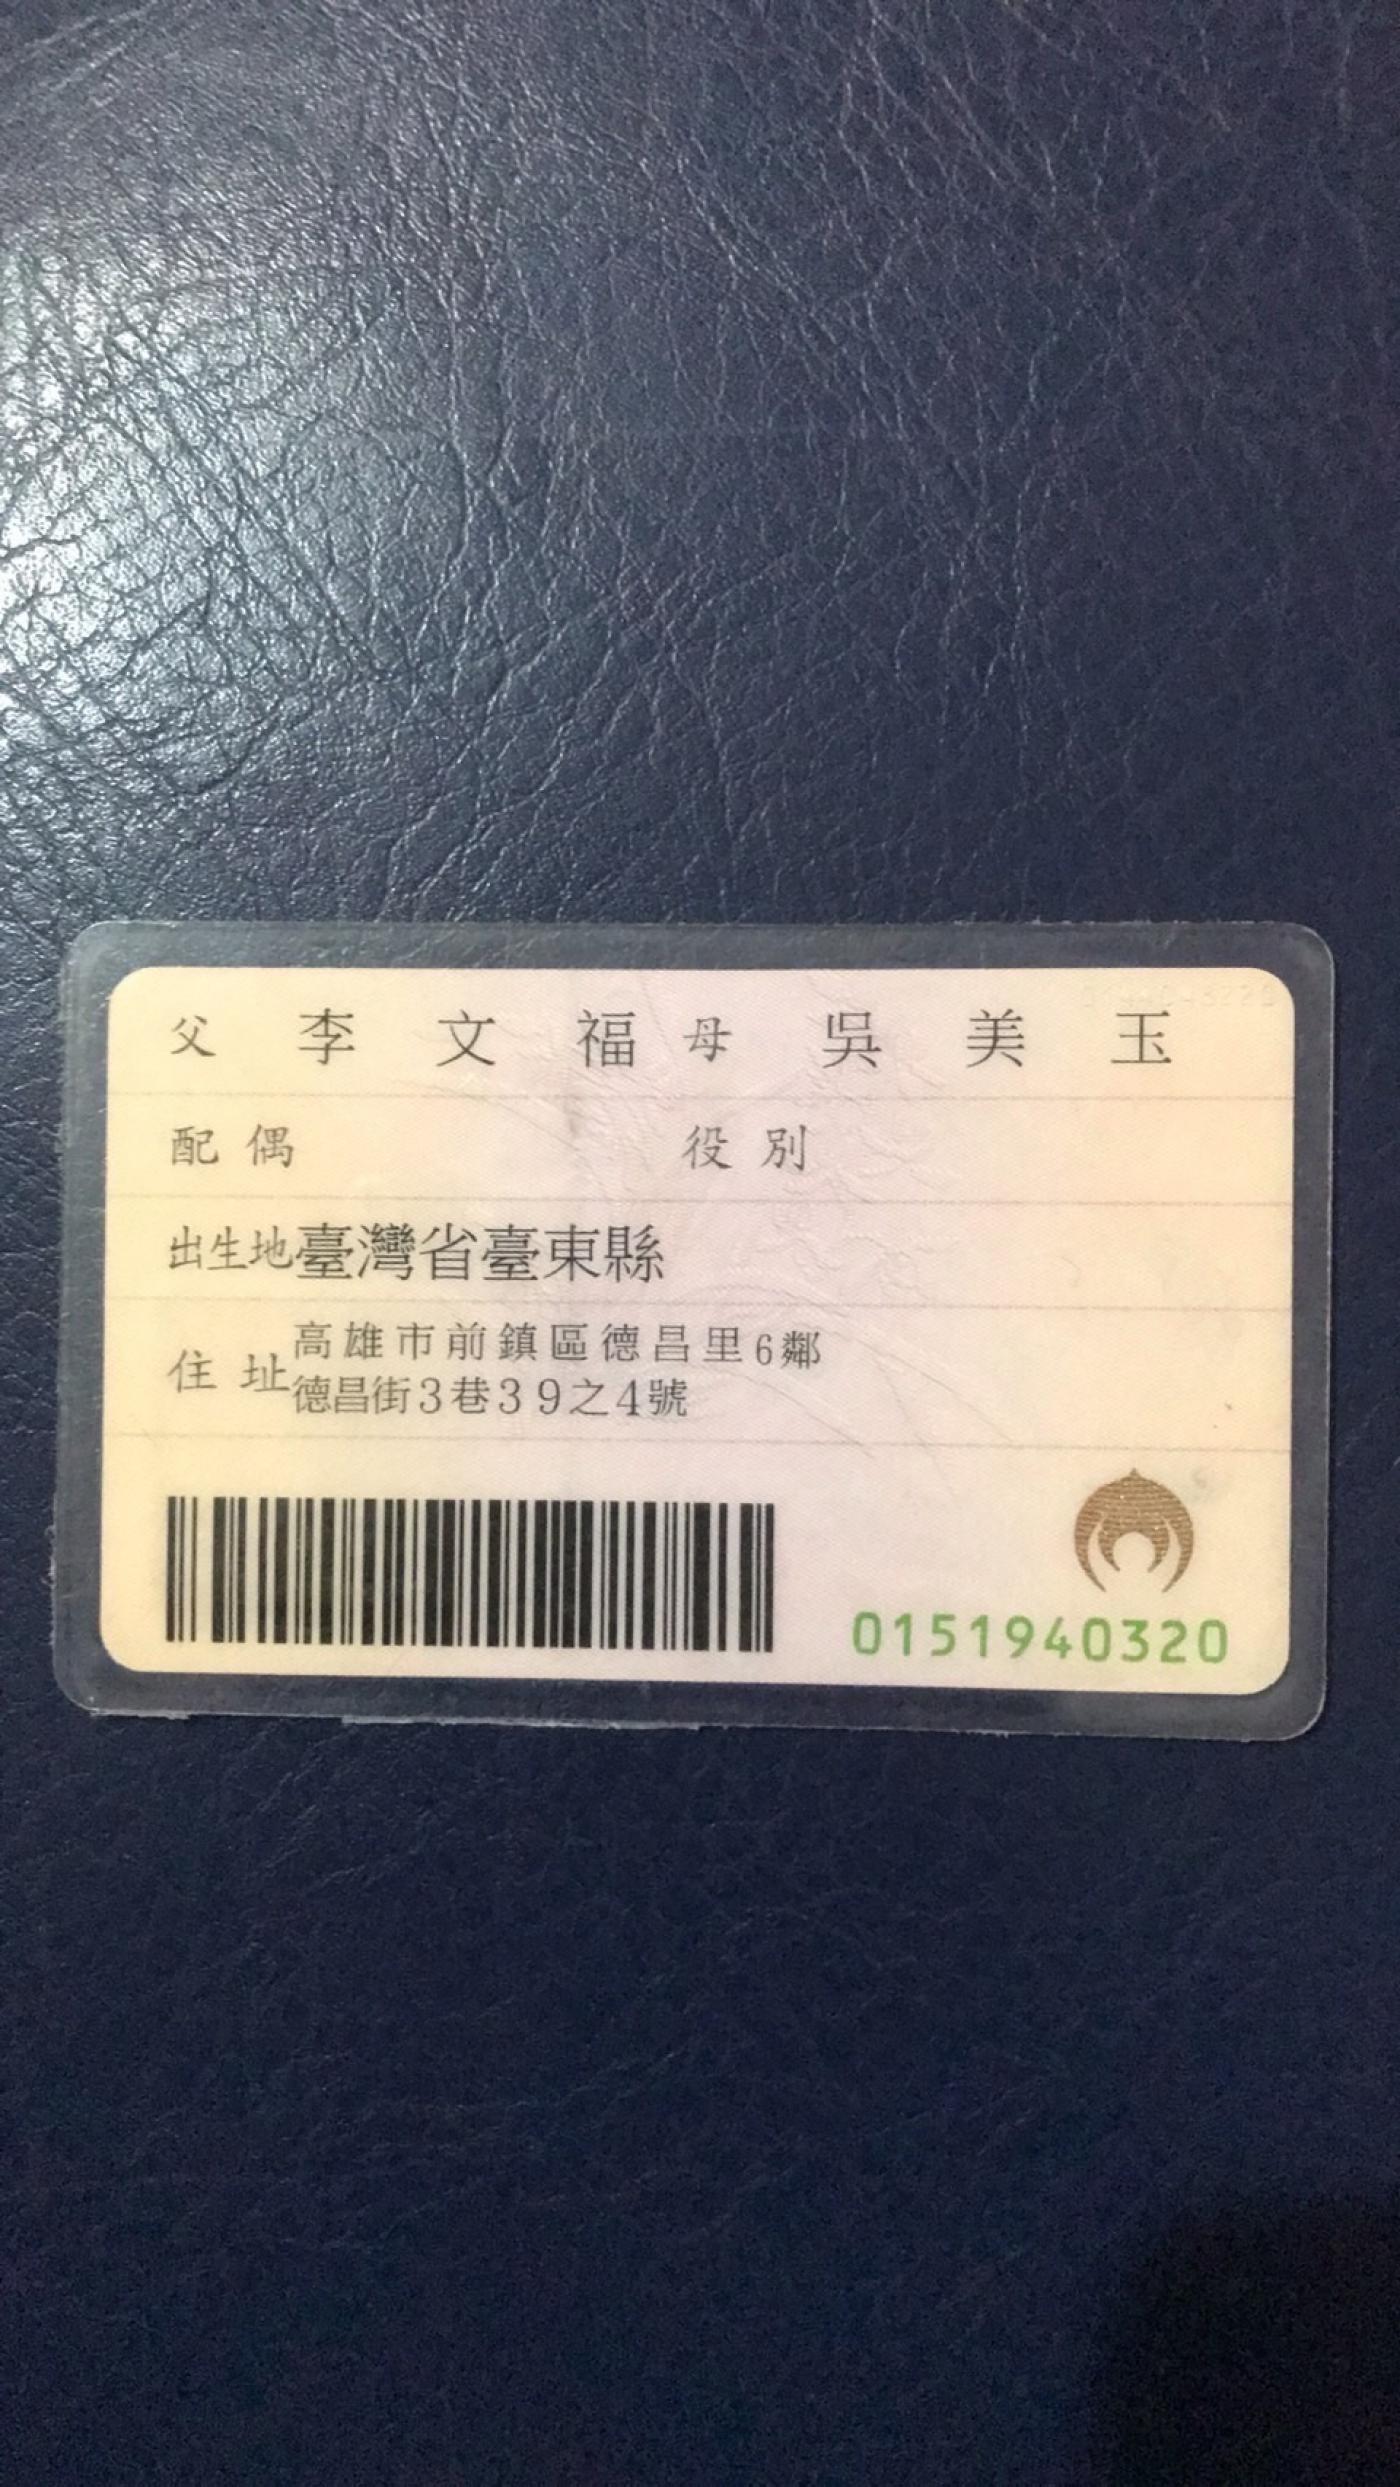 父 李文福 母 吳美玉
配偶 役別
出生地 臺灣省臺東縣
住址 高雄市前鎮區德昌里6鄰
德昌街3巷39之4號
0151940320